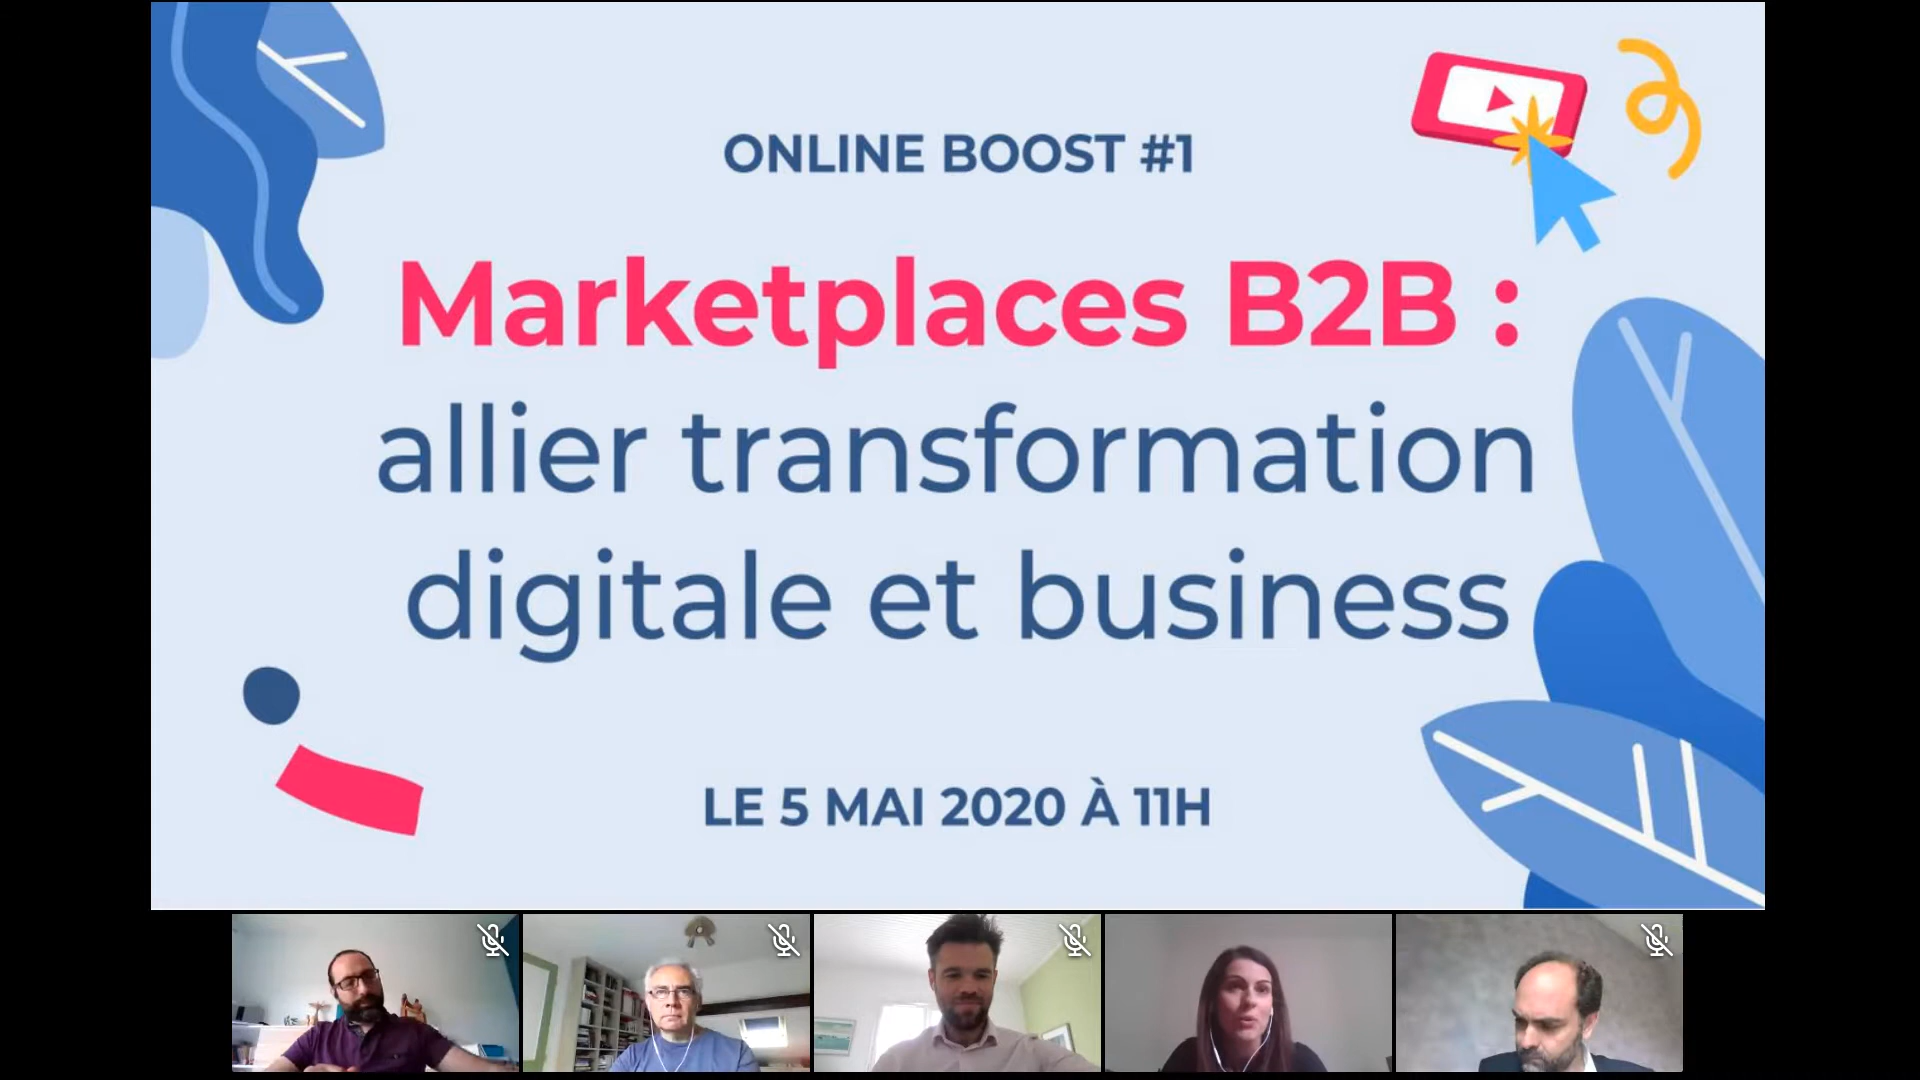 ONLINE BOOST #1
Marketplaces B2B :
allier transformation
digitale et business
LE 5 MAI 2020 À 11H